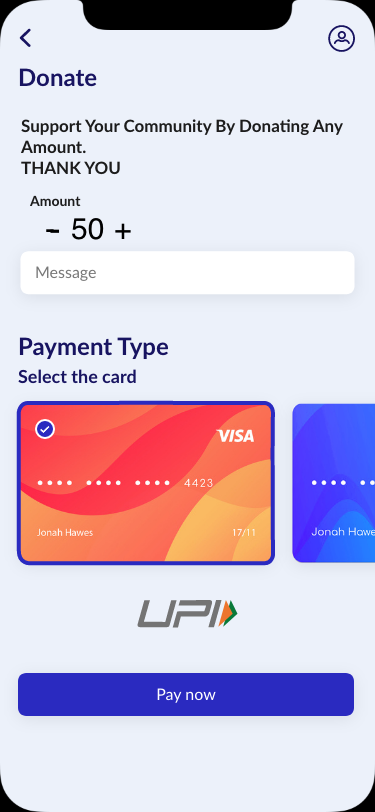 Donate
Support Your Community By Donating Any
Amount.
THANK YOU
Amount
- 50 +
Message
Payment Type
Select the card
VISA
•••• •••• •••• 4423
Jonah Hawes 17/11
Jonah Hawe
UPI
Pay now